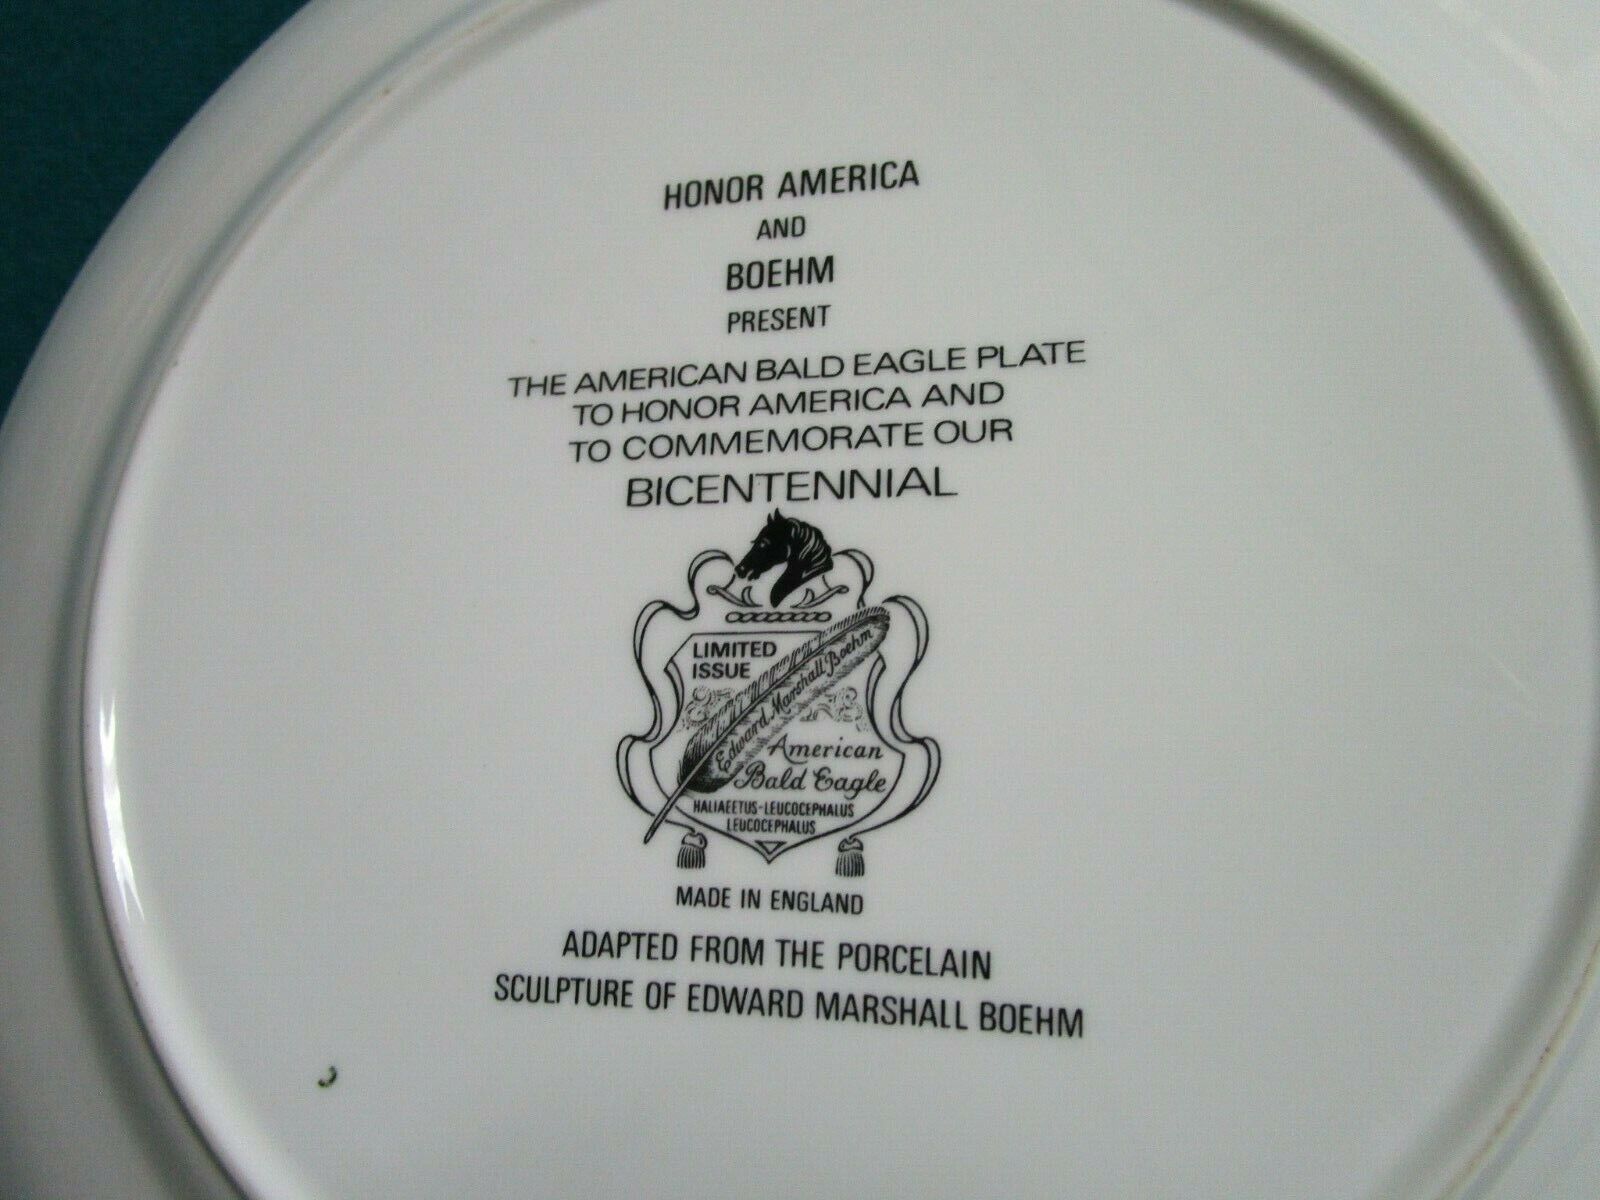 HONOR AMERICA
AND
BOEHM
PRESENT
THE AMERICAN BALD EAGLE PLATE
TO HONOR AMERICA AND
TO COMMEMORATE OUR
BICENTENNIAL
LIMITED
ISSUE
Edward Marshall Boehm
American
Bald Eagle
HALIAEETUS-LEUCOCEPHALUS
LEUCOCEPHALUS
MADE IN ENGLAND
ADAPTED FROM THE PORCELAIN
SCULPTURE OF EDWARD MARSHALL BOEHM